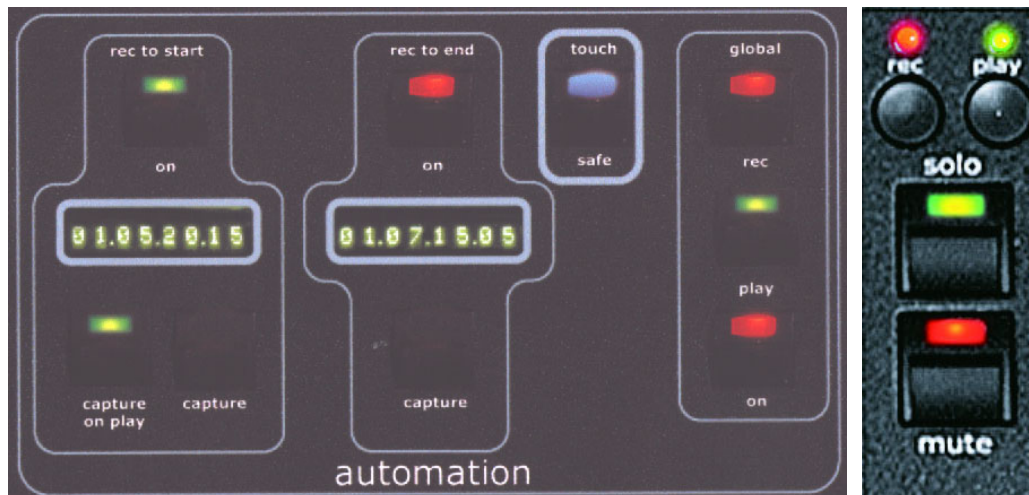 rec to start
on
01.05.20.15
capture
on play
capture
rec to end
on
01.07.15.05
capture
touch
safe
global
rec
play
on
automation
rec
play
solo
mute